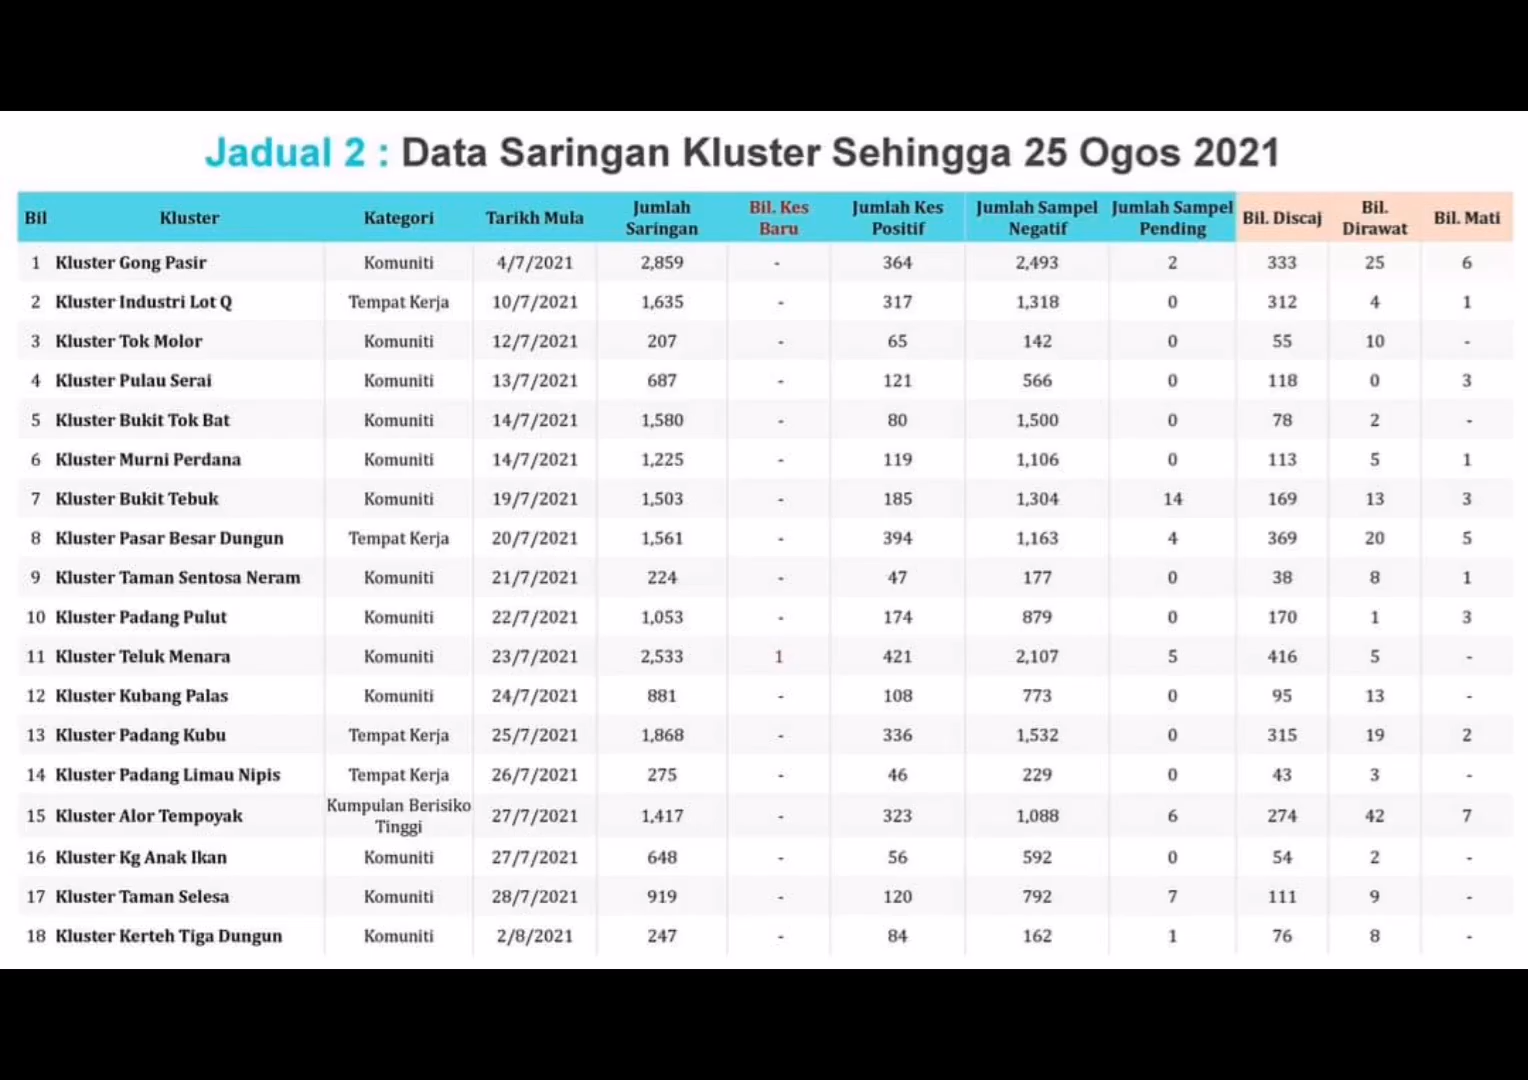 Jadual 2 : Data Saringan Kluster Sehingga 25 Ogos 2021
Bil Kluster Kategori Tarikh Mula Jumlah Saringan Bil. Kes Baru Jumlah Kes Positif Jumlah Sampel Negatif Jumlah Sampel Pending Bil. Discaj Bil. Dirawat Bil. Mati
1 Kluster Gong Pasir Komuniti 4/7/2021 2,859 - 364 2,493 2 333 25 6
2 Kluster Industri Lot Q Tempat Kerja 10/7/2021 1,635 - 317 1,318 0 312 4 1
3 Kluster Tok Molor Komuniti 12/7/2021 207 - 65 142 0 55 10 -
4 Kluster Pulau Serai Komuniti 13/7/2021 687 - 121 566 0 118 0 3
5 Kluster Bukit Tok Bat Komuniti 14/7/2021 1,580 - 80 1,500 0 78 2 -
6 Kluster Murni Perdana Komuniti 14/7/2021 1,225 - 119 1,106 0 113 5 1
7 Kluster Bukit Tebuk Komuniti 19/7/2021 1,503 - 185 1,304 14 169 13 3
8 Kluster Pasar Besar Dungun Tempat Kerja 20/7/2021 1,561 - 394 1,163 4 369 20 5
9 Kluster Taman Sentosa Neram Komuniti 21/7/2021 224 - 47 177 0 38 8 1
10 Kluster Padang Pulut Komuniti 22/7/2021 1,053 - 174 879 0 170 1 3
11 Kluster Teluk Menara Komuniti 23/7/2021 2,533 1 421 2,107 5 416 5 -
12 Kluster Kubang Palas Komuniti 24/7/2021 881 - 108 773 0 95 13 -
13 Kluster Padang Kubu Tempat Kerja 25/7/2021 1,868 - 336 1,532 0 315 19 2
14 Kluster Padang Limau Nipis Tempat Kerja 26/7/2021 275 - 46 229 0 43 3 -
15 Kluster Alor Tempoyak Kumpulan Berisiko Tinggi 27/7/2021 1,417 - 323 1,088 6 274 42 7
16 Kluster Kg Anak Ikan Komuniti 27/7/2021 648 - 56 592 0 54 2 -
17 Kluster Taman Selesa Komuniti 28/7/2021 919 - 120 792 7 111 9 -
18 Kluster Kerteh Tiga Dungun Komuniti 2/8/2021 247 - 84 162 1 76 8 -